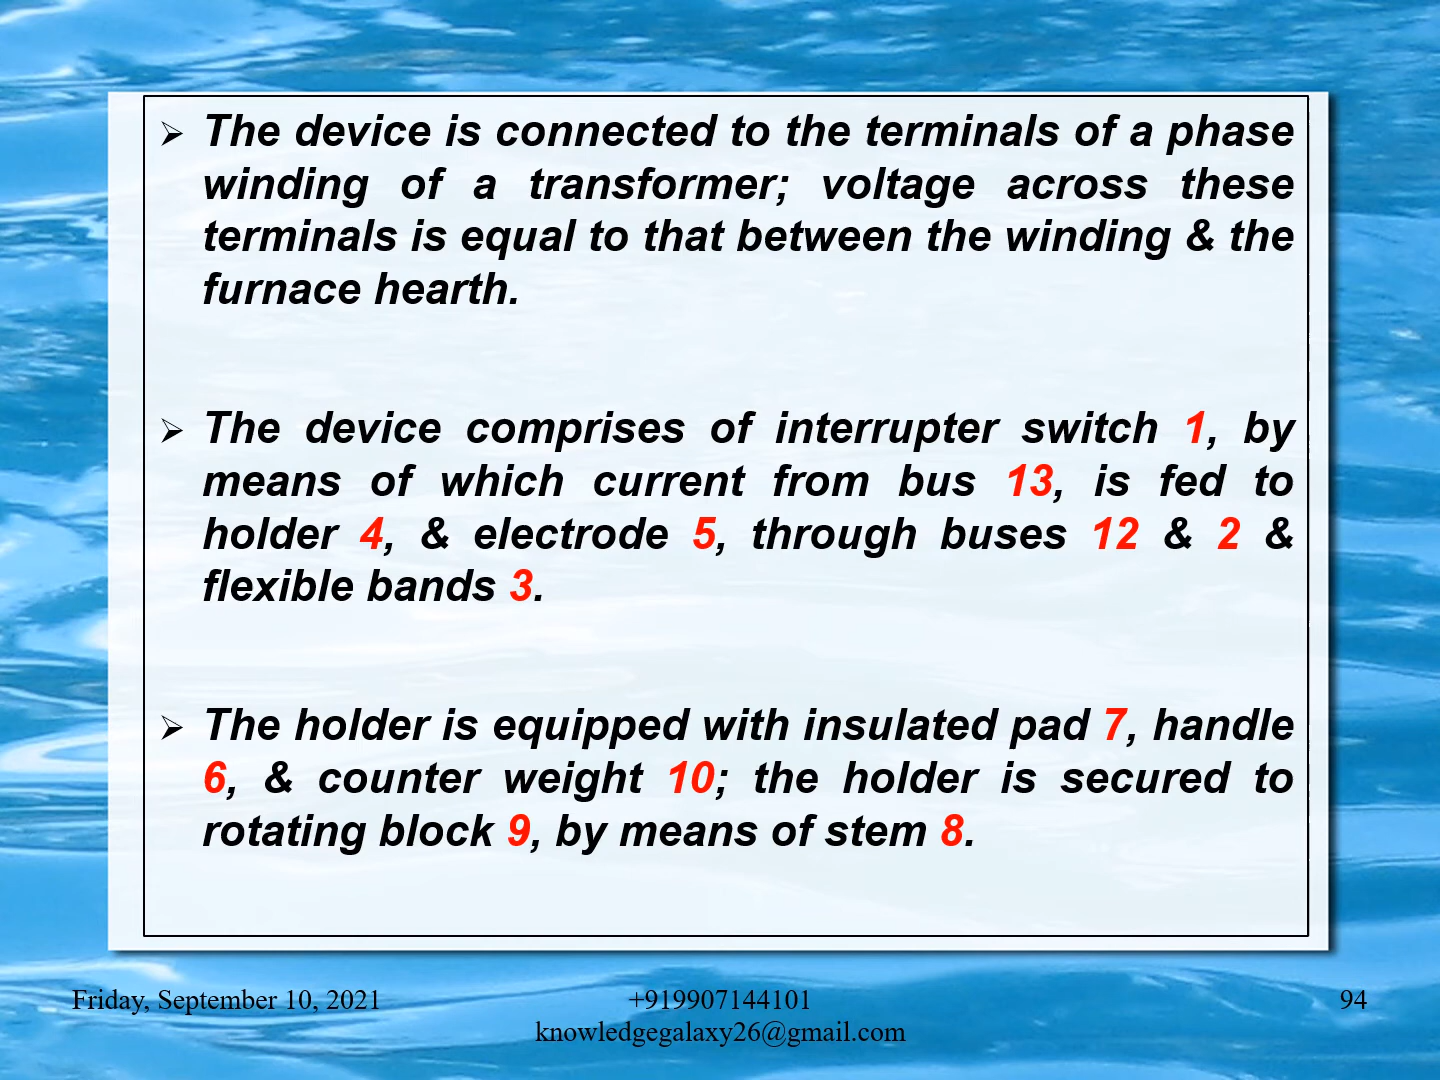 ➢ The device is connected to the terminals of a phase
winding of a transformer; voltage across these
terminals is equal to that between the winding & the
furnace hearth.
➢ The device comprises of interrupter switch 1, by
means of which current from bus 13, is fed to
holder 4, & electrode 5, through buses 12 & 2 &
flexible bands 3.
➢ The holder is equipped with insulated pad 7, handle
6, & counter weight 10; the holder is secured to
rotating block 9, by means of stem 8.
Friday, September 10, 2021
+919907144101
knowledgegalaxy26@gmail.com
94